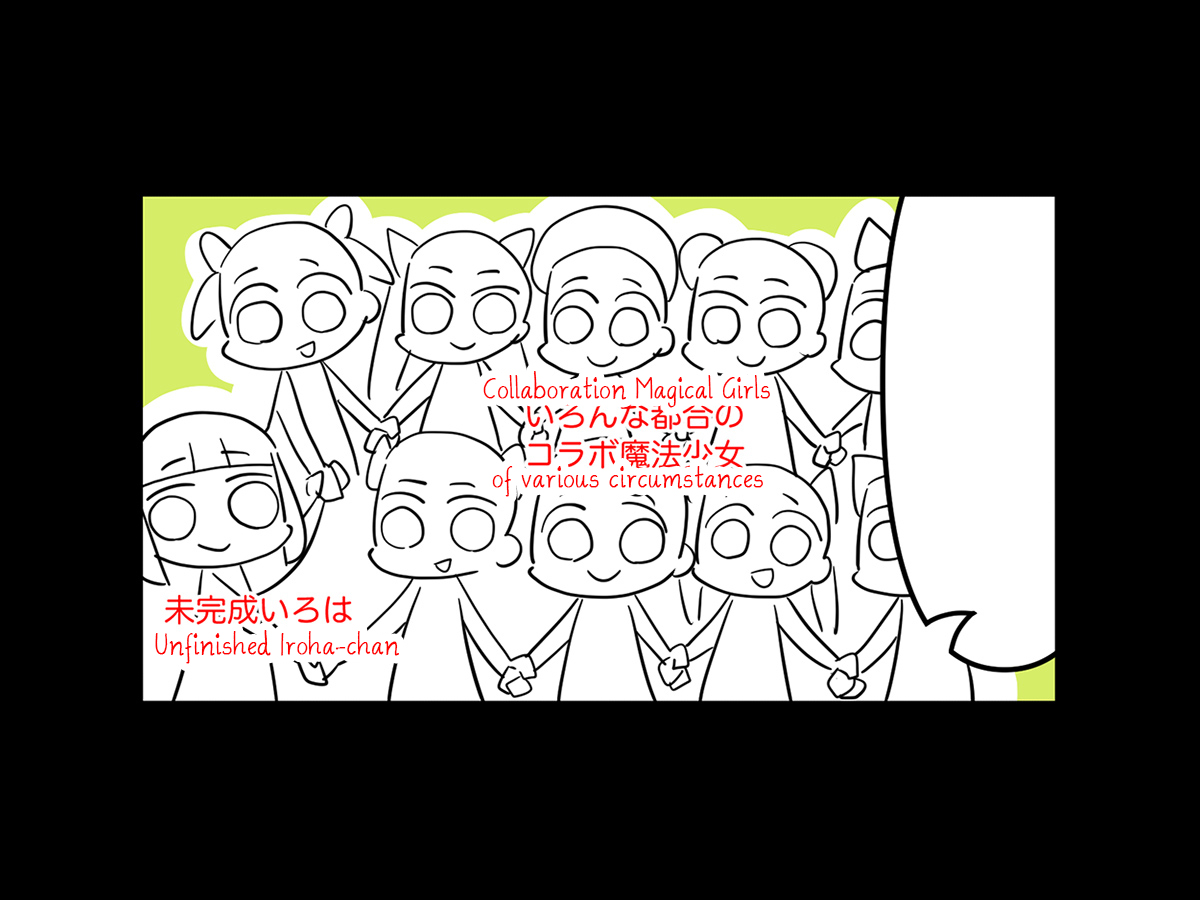 Collaboration Magical Girls
いろんな都合の
コラボ魔法少女
of various circumstances
未完成いろは
Unfinished Iroha-chan